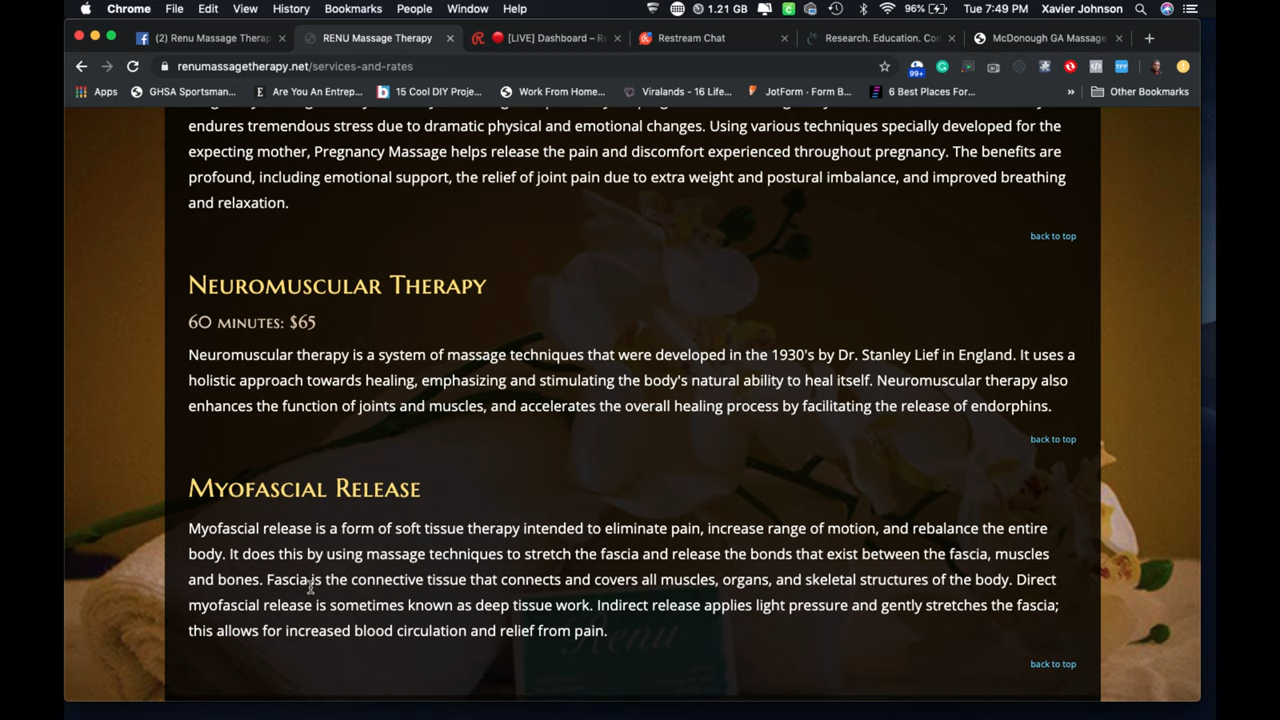 Chrome File Edit View History Bookmarks People Window Help 1.21 GB 96% Tue 7:49 PM Xavier Johnson
(2) Renu Massage Therap RENU Massage Therapy [LIVE] Dashboard – R Restream Chat Research. Education. Co McDonough GA Massage
renumassagetherapy.net/services-and-rates 99+
Apps GHSA Sportsman... Are You An Entrep... 15 Cool DIY Proje... Work From Home... Viralands - 16 Life... JotForm · Form B... 6 Best Places For... » Other Bookmarks
endures tremendous stress due to dramatic physical and emotional changes. Using various techniques specially developed for the
expecting mother, Pregnancy Massage helps release the pain and discomfort experienced throughout pregnancy. The benefits are
profound, including emotional support, the relief of joint pain due to extra weight and postural imbalance, and improved breathing
and relaxation.
back to top
Neuromuscular Therapy
60 minutes: $65
Neuromuscular therapy is a system of massage techniques that were developed in the 1930's by Dr. Stanley Lief in England. It uses a
holistic approach towards healing, emphasizing and stimulating the body's natural ability to heal itself. Neuromuscular therapy also
enhances the function of joints and muscles, and accelerates the overall healing process by facilitating the release of endorphins.
back to top
Myofascial Release
Myofascial release is a form of soft tissue therapy intended to eliminate pain, increase range of motion, and rebalance the entire
body. It does this by using massage techniques to stretch the fascia and release the bonds that exist between the fascia, muscles
and bones. Fascia is the connective tissue that connects and covers all muscles, organs, and skeletal structures of the body. Direct
myofascial release is sometimes known as deep tissue work. Indirect release applies light pressure and gently stretches the fascia;
this allows for increased blood circulation and relief from pain.
Renu
back to top